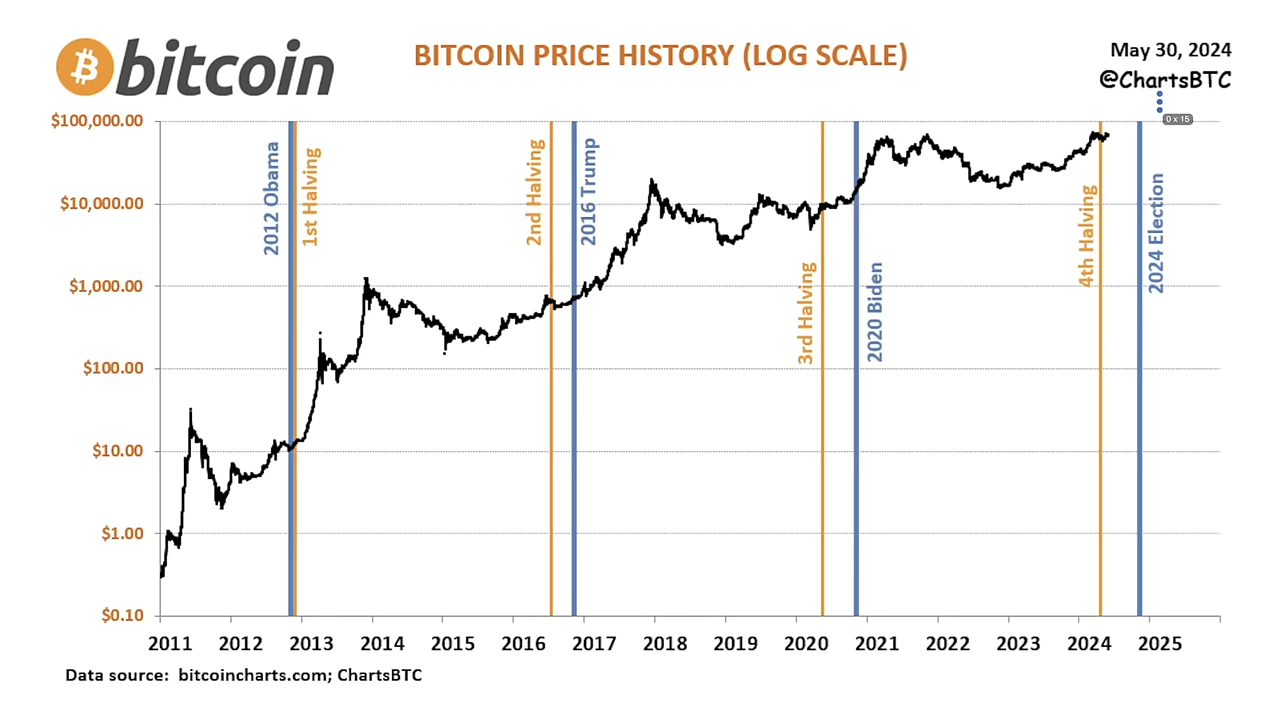 bitcoin
BITCOIN PRICE HISTORY (LOG SCALE)
May 30, 2024
@ChartsBTC
0 x 15
$100,000.00
$10,000.00
$1,000.00
$100.00
$10.00
$1.00
$0.10
2012 Obama
1st Halving
2nd Halving
2016 Trump
3rd Halving
2020 Biden
4th Halving
2024 Election
2011 2012 2013 2014 2015 2016 2017 2018 2019 2020 2021 2022 2023 2024 2025
Data source: bitcoincharts.com; ChartsBTC